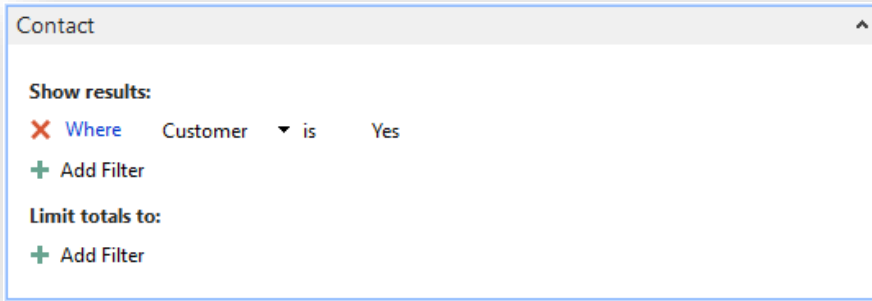 Contact
Show results:
Where Customer is Yes
Add Filter
Limit totals to:
Add Filter